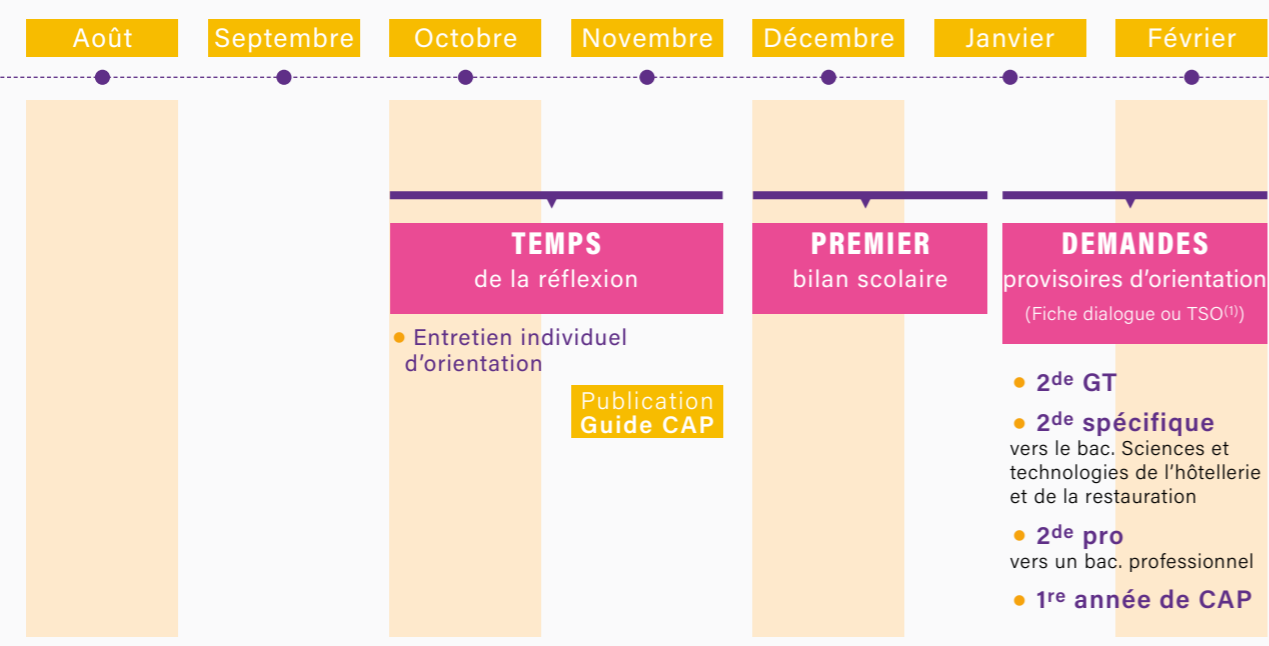 Août
Septembre
Octobre
Novembre
Décembre
Janvier
Février
TEMPS
de la réflexion
• Entretien individuel
d'orientation
Publication
Guide CAP
PREMIER
bilan scolaire
DEMANDES
provisoires d'orientation
(Fiche dialogue ou TSO(1))
• 2de GT
• 2de spécifique
vers le bac. Sciences et
technologies de l'hôtellerie
et de la restauration
• 2de pro
vers un bac. professionnel
• 1re année de CAP